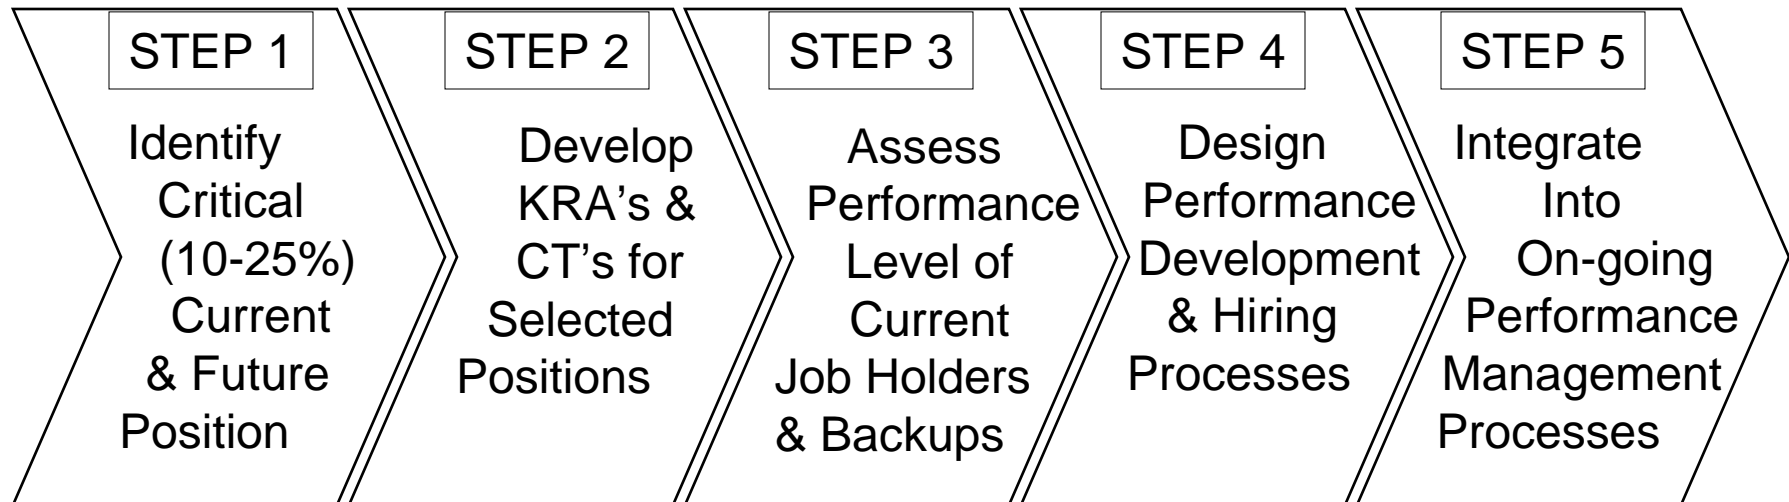 STEP 1
Identify
Critical
(10-25%)
Current
& Future
Position
STEP 2
Develop
KRA’s &
CT’s for
Selected
Positions
STEP 3
Assess
Performance
Level of
Current
Job Holders
& Backups
STEP 4
Design
Performance
Development
& Hiring
Processes
STEP 5
Integrate
Into
On-going
Performance
Management
Processes